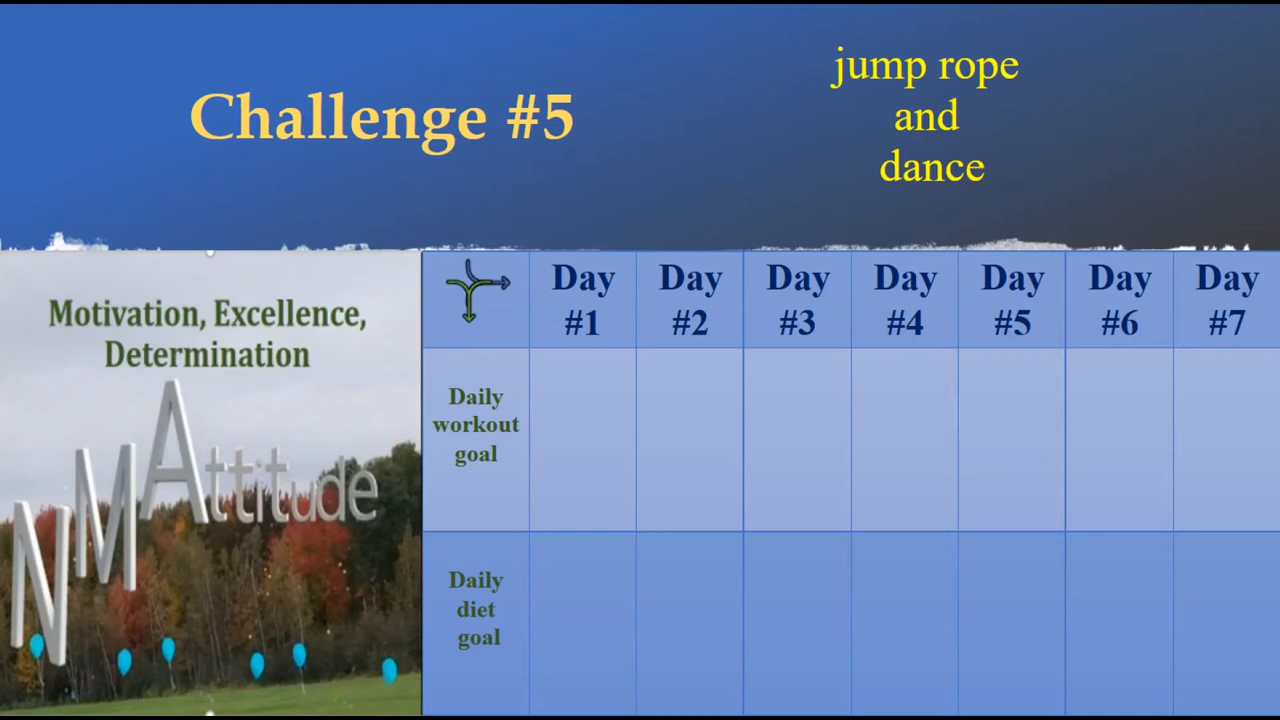 Challenge #5
jump rope
and
dance
Motivation, Excellence,
Determination
NMAttitude
Day #1
Day #2
Day #3
Day #4
Day #5
Day #6
Day #7
Daily
workout
goal
Daily
diet
goal